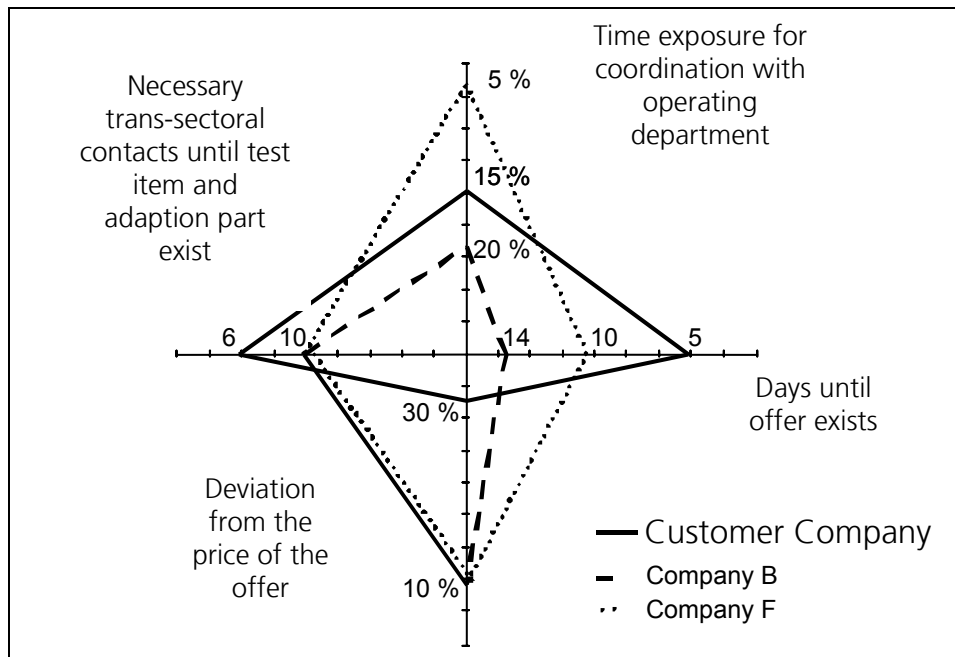 Time exposure for
coordination with
operating
department
5 %
Necessary
trans-sectoral
contacts until test
item and
adaption part
exist
15 %
20 %
6
10
14
10
5
Days until
offer exists
30 %
Deviation
from the
price of the
offer
10 %
Customer Company
Company B
Company F